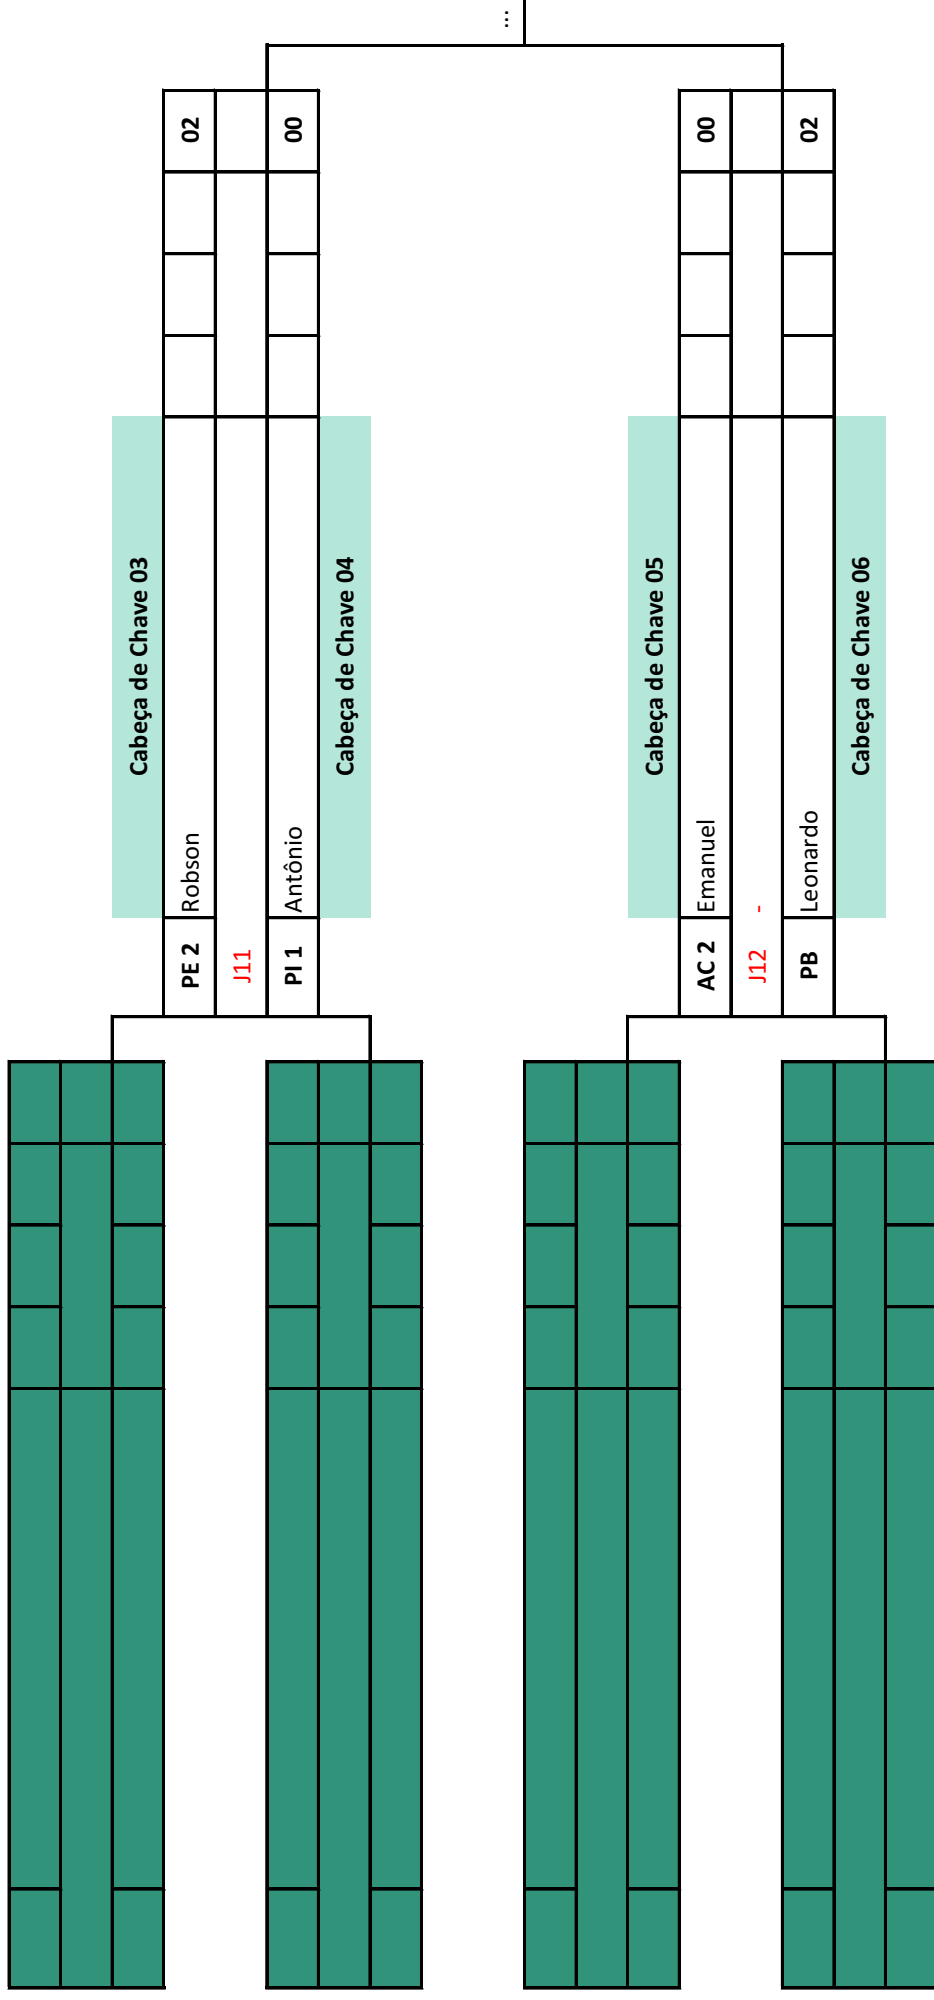 Cabeça de Chave 03
PE 2 Robson 02
J11
PI 1 Antônio 00
Cabeça de Chave 04
...
Cabeça de Chave 05
AC 2 Emanuel 00
J12 -
PB Leonardo 02
Cabeça de Chave 06